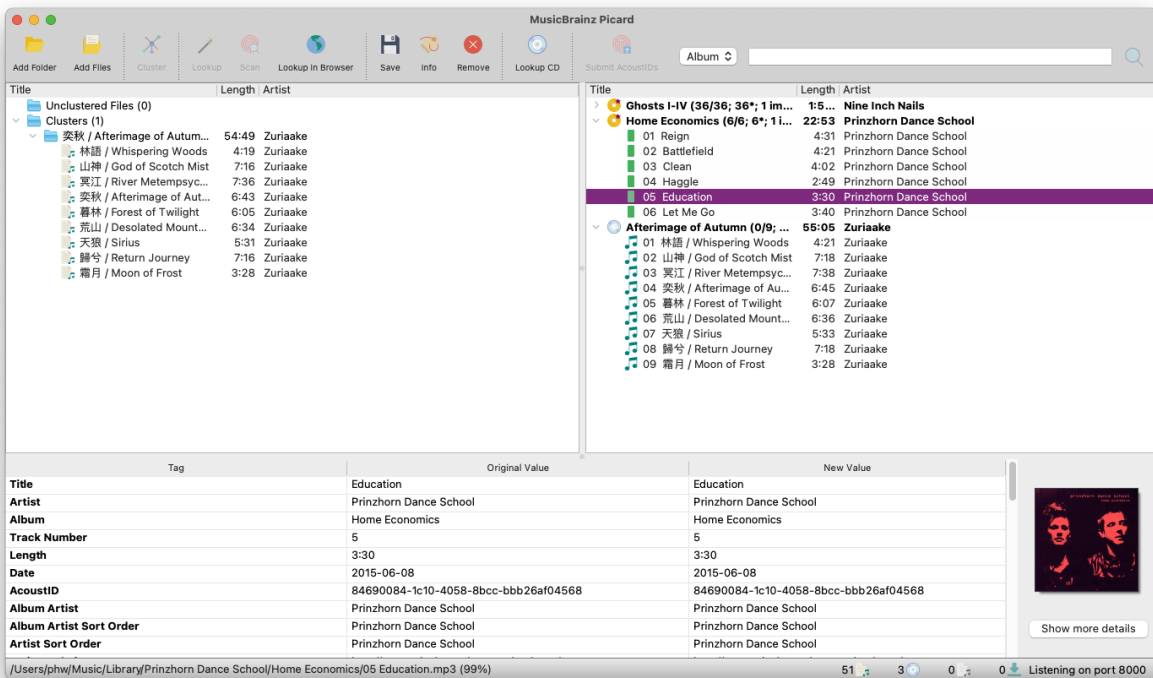 MusicBrainz Picard
Add Folder Add Files Cluster Lookup Scan Lookup in Browser Save Info Remove Lookup CD Submit AcoustIDs Album
Title Length Artist
Unclustered Files (0)
Clusters (1)
奕秋 / Afterimage of Autum... 54:49 Zuriaake
林語 / Whispering Woods 4:19 Zuriaake
山神 / God of Scotch Mist 7:16 Zuriaake
冥江 / River Metempsyc... 7:36 Zuriaake
奕秋 / Afterimage of Aut... 6:43 Zuriaake
暮林 / Forest of Twilight 6:05 Zuriaake
荒山 / Desolated Mount... 6:34 Zuriaake
天狼 / Sirius 5:31 Zuriaake
歸兮 / Return Journey 7:16 Zuriaake
霜月 / Moon of Frost 3:28 Zuriaake
Title Length Artist
Ghosts I-IV (36/36; 36*; 1 im... 1:5... Nine Inch Nails
Home Economics (6/6; 6*; 1 i... 22:53 Prinzhorn Dance School
01 Reign 4:31 Prinzhorn Dance School
02 Battlefield 4:21 Prinzhorn Dance School
03 Clean 4:02 Prinzhorn Dance School
04 Haggle 2:49 Prinzhorn Dance School
05 Education 3:30 Prinzhorn Dance School
06 Let Me Go 3:40 Prinzhorn Dance School
Afterimage of Autumn (0/9; ... 55:05 Zuriaake
01 林語 / Whispering Woods 4:21 Zuriaake
02 山神 / God of Scotch Mist 7:18 Zuriaake
03 冥江 / River Metempsyc... 7:38 Zuriaake
04 奕秋 / Afterimage of Au... 6:45 Zuriaake
05 暮林 / Forest of Twilight 6:07 Zuriaake
06 荒山 / Desolated Mount... 6:36 Zuriaake
07 天狼 / Sirius 5:33 Zuriaake
08 歸兮 / Return Journey 7:18 Zuriaake
09 霜月 / Moon of Frost 3:28 Zuriaake
Tag Original Value New Value
Title Education Education
Artist Prinzhorn Dance School Prinzhorn Dance School
Album Home Economics Home Economics
Track Number 5 5
Length 3:30 3:30
Date 2015-06-08 2015-06-08
AcoustID 84690084-1c10-4058-8bcc-bbb26af04568 84690084-1c10-4058-8bcc-bbb26af04568
Album Artist Prinzhorn Dance School Prinzhorn Dance School
Album Artist Sort Order Prinzhorn Dance School Prinzhorn Dance School
Artist Sort Order Prinzhorn Dance School Prinzhorn Dance School
prinzhorn dance school
home economics
Show more details
/Users/phw/Music/Library/Prinzhorn Dance School/Home Economics/05 Education.mp3 (99%) 51 3 0 0 Listening on port 8000